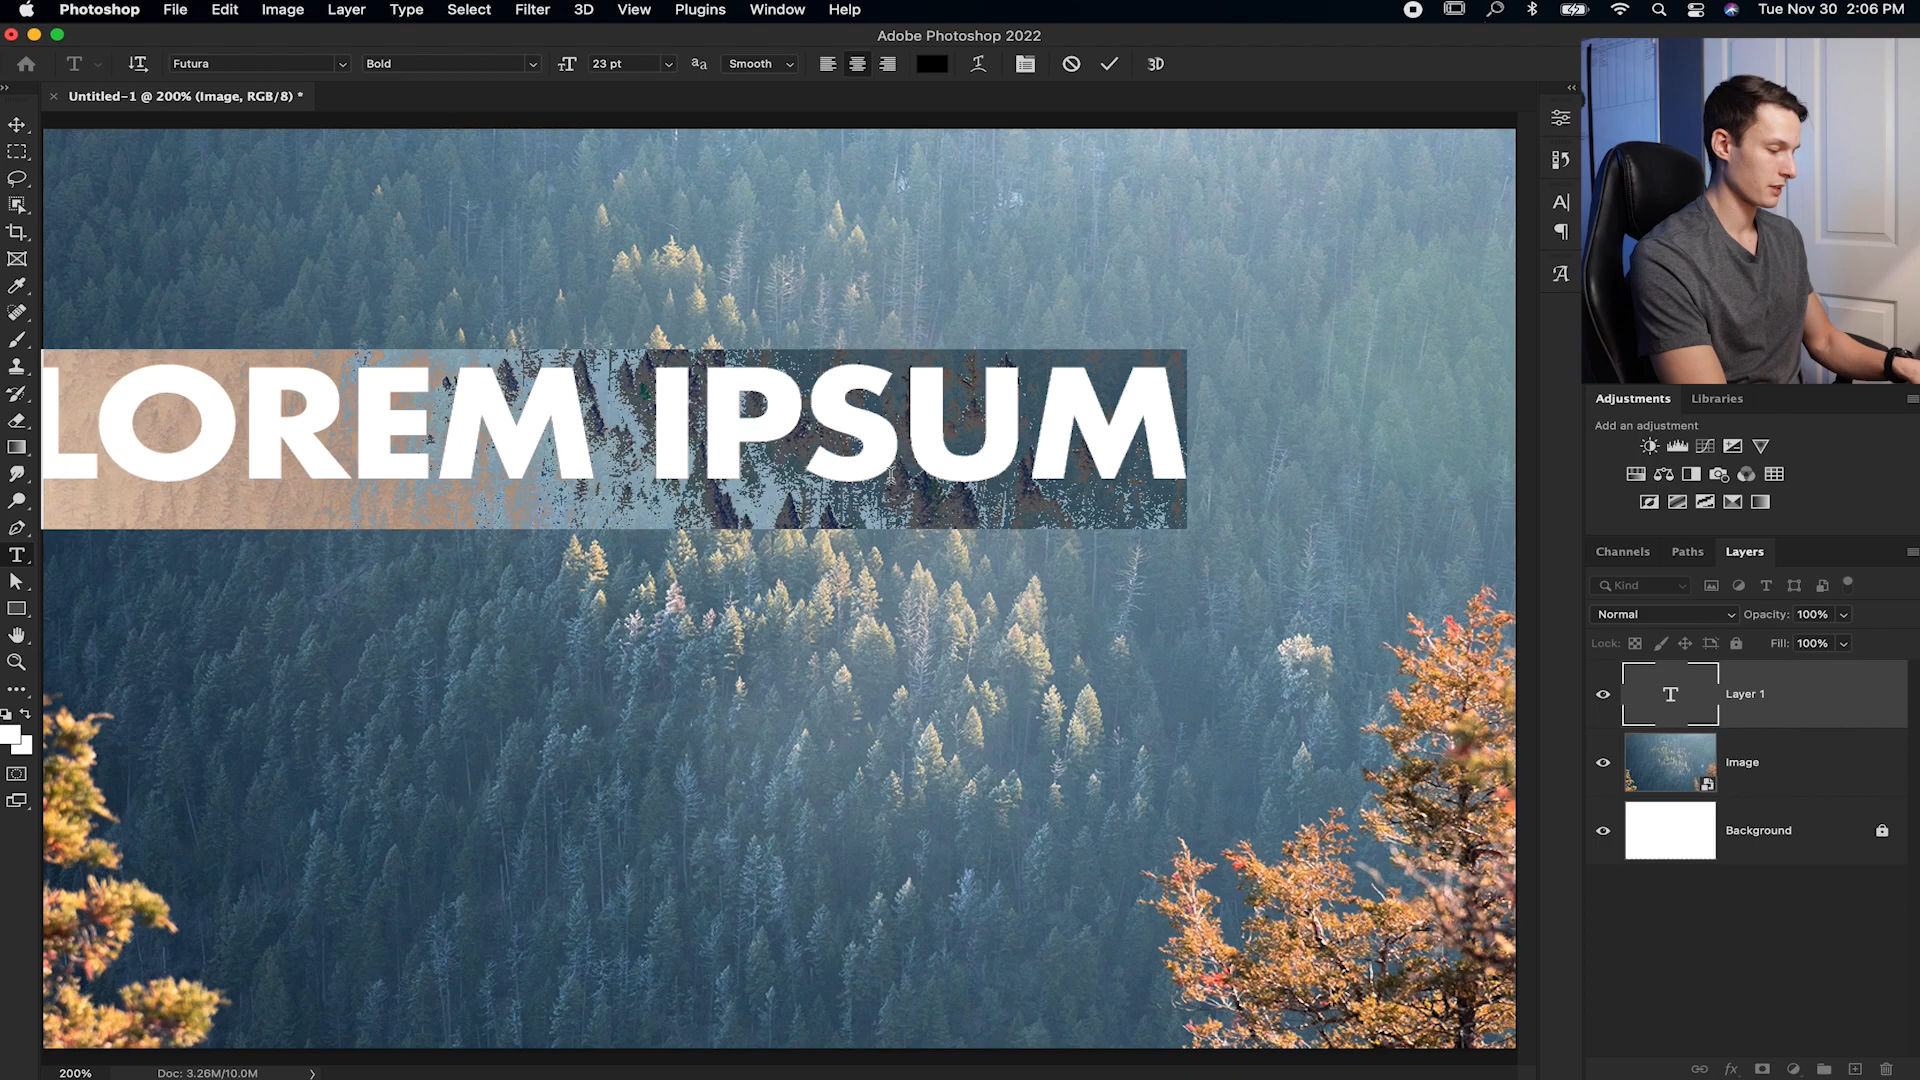 Photoshop File Edit Image Layer Type Select Filter 3D View Plugins Window Help Tue Nov 30 2:06 PM
Adobe Photoshop 2022
T Futura Bold 23 pt aa Smooth 3D
Untitled-1 @ 200% (Image, RGB/8) *
LOREM IPSUM
Adjustments Libraries
Add an adjustment
Channels Paths Layers
Kind
Normal Opacity: 100%
Lock: Fill: 100%
T Layer 1
Image
Background
200% Doc: 3.26M/10.0M